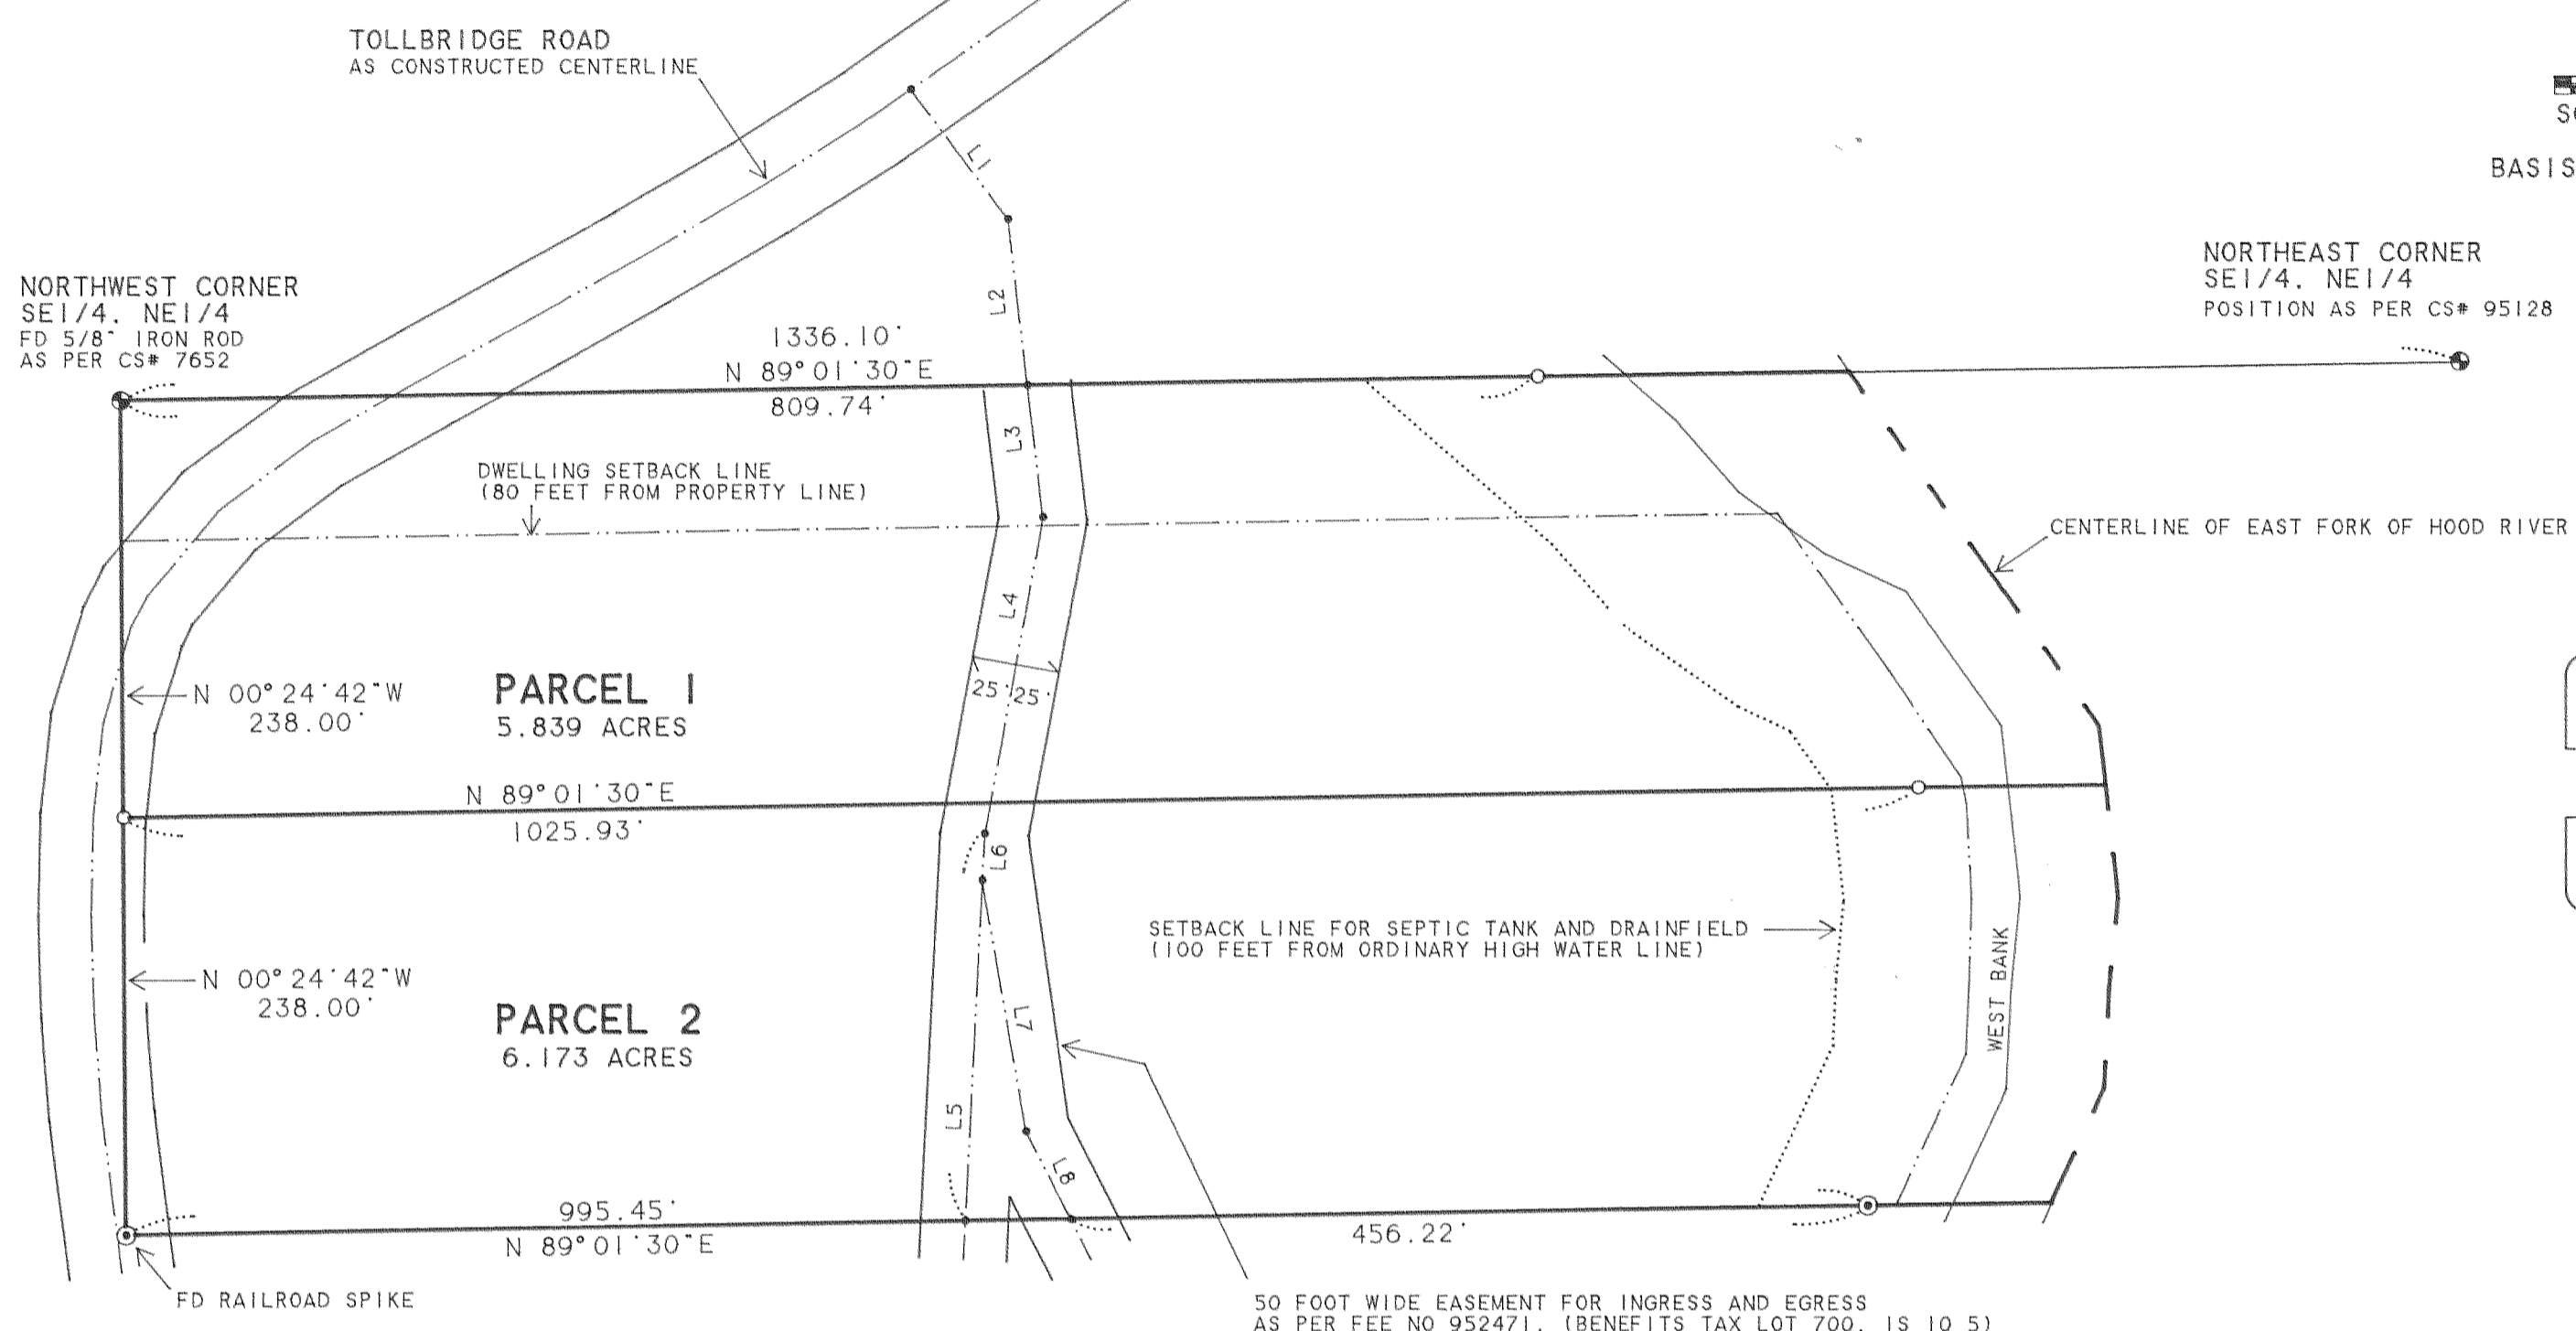 TOLLBRIDGE ROAD
AS CONSTRUCTED CENTERLINE
L1
BASIS
NORTHEAST CORNER
SE1/4. NE1/4
POSITION AS PER CS# 95128
NORTHWEST CORNER
SE1/4. NE1/4
FD 5/8" IRON ROD
AS PER CS# 7652
L2
1336.10'
N 89°01'30"E
809.74'
L3
DWELLING SETBACK LINE
(80 FEET FROM PROPERTY LINE)
CENTERLINE OF EAST FORK OF HOOD RIVER
L4
N 00°24'42"W
238.00'
PARCEL 1
5.839 ACRES
25' 25'
N 89°01'30"E
1025.93'
L6
SETBACK LINE FOR SEPTIC TANK AND DRAINFIELD
(100 FEET FROM ORDINARY HIGH WATER LINE)
WEST BANK
N 00°24'42"W
238.00'
PARCEL 2
6.173 ACRES
L7
L5
L8
995.45'
N 89°01'30"E
456.22'
FD RAILROAD SPIKE
50 FOOT WIDE EASEMENT FOR INGRESS AND EGRESS
AS PER FEE NO 952471. (BENEFITS TAX LOT 700, 1S 10 5)